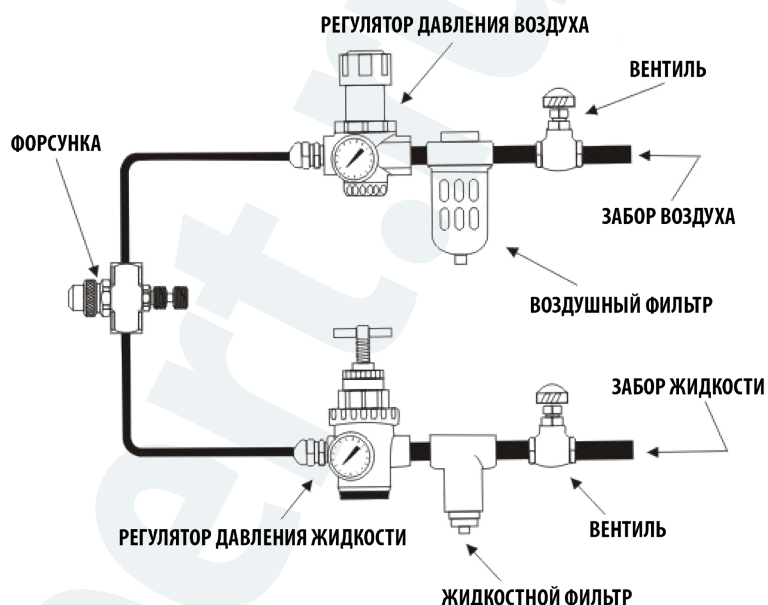 РЕГУЛЯТОР ДАВЛЕНИЯ ВОЗДУХА
ВЕНТИЛЬ
ФОРСУНКА
ЗАБОР ВОЗДУХА
ВОЗДУШНЫЙ ФИЛЬТР
ЗАБОР ЖИДКОСТИ
РЕГУЛЯТОР ДАВЛЕНИЯ ЖИДКОСТИ
ВЕНТИЛЬ
ЖИДКОСТНОЙ ФИЛЬТР